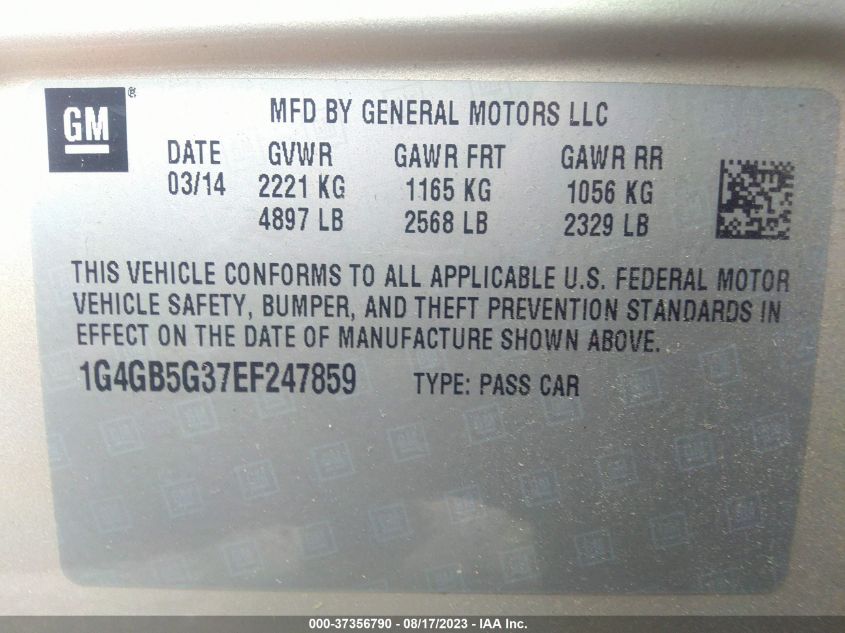 GM ® MFD BY GENERAL MOTORS LLC
DATE GVWR GAWR FRT GAWR RR
03/14 2221 KG 1165 KG 1056 KG
4897 LB 2568 LB 2329 LB
THIS VEHICLE CONFORMS TO ALL APPLICABLE U.S. FEDERAL MOTOR
VEHICLE SAFETY, BUMPER, AND THEFT PREVENTION STANDARDS IN
EFFECT ON THE DATE OF MANUFACTURE SHOWN ABOVE.
1G4GB5G37EF247859 TYPE: PASS CAR
000-37356790 - 08/17/2023 - IAA Inc.